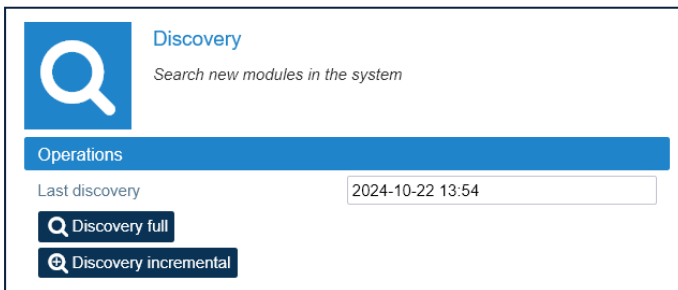 Discovery
Search new modules in the system
Operations
Last discovery 2024-10-22 13:54
Discovery full
Discovery incremental